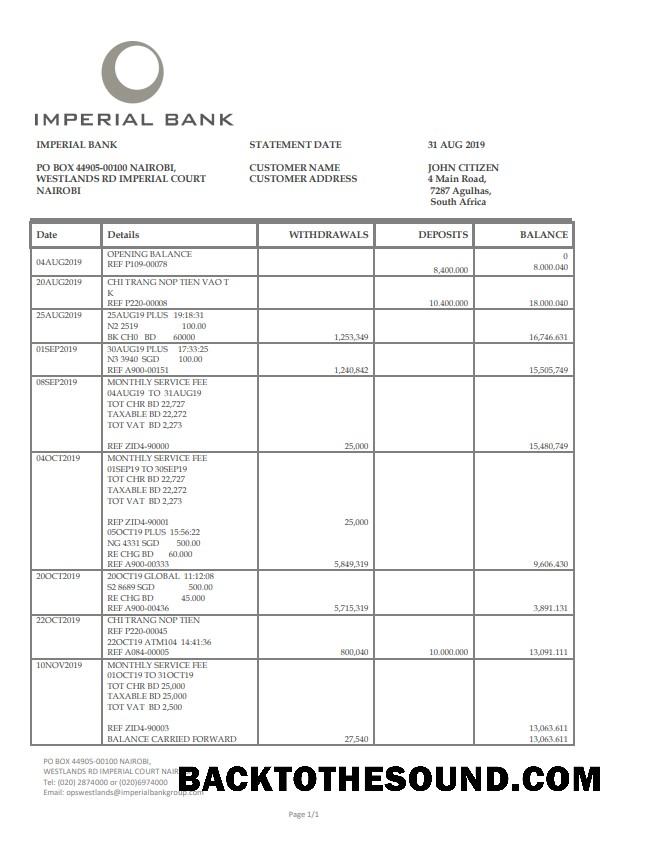 IMPERIAL BANK
IMPERIAL BANK STATEMENT DATE 31 AUG 2019
PO BOX 44905-00100 NAIROBI, CUSTOMER NAME JOHN CITIZEN
WESTLANDS RD IMPERIAL COURT CUSTOMER ADDRESS 4 Main Road,
NAIROBI 7287 Agulhas,
South Africa
Date Details WITHDRAWALS DEPOSITS BALANCE
04AUG2019 OPENING BALANCE 0
REF P109-00078 8,400.000 8.000.040
20AUG2019 CHI TRANG NOP TIEN VAO T
K
REF P220-00008 10.400.000 18.000.040
25AUG2019 25AUG19 PLUS 19:18:31
N2 2519 100.00
BK CH0 BD 60000 1,253,349 16,746.631
01SEP2019 30AUG19 PLUS 17:33:25
N3 3940 SGD 100.00
REF A900-00151 1,240,842 15,505,749
08SEP2019 MONTHLY SERVICE FEE
04AUG19 TO 31AUG19
TOT CHR BD 22,727
TAXABLE BD 22,272
TOT VAT BD 2,273
REF ZID4-90000 25,000 15,480,749
04OCT2019 MONTHLY SERVICE FEE
01SEP19 TO 30SEP19
TOT CHR BD 22,727
TAXABLE BD 22,272
TOT VAT BD 2,273
REP ZID4-90001 25,000
05OCT19 PLUS 15:56:22
NG 4331 SGD 500.00
RE CHG BD 60.000
REF A900-00333 5,849,319 9,606.430
20OCT2019 20OCT19 GLOBAL 11:12:08
S2 8689 SGD 500.00
RE CHG BD 45.000
REF A900-00436 5,715,319 3,891.131
22OCT2019 CHI TRANG NOP TIEN
REF P220-00045
22OCT19 ATM104 14:41:36
REF A084-00005 800,040 10.000.000 13,091.111
10NOV2019 MONTHLY SERVICE FEE
01OCT19 TO 31OCT19
TOT CHR BD 25,000
TAXABLE BD 25,000
TOT VAT BD 2,500
REF ZID4-90003 13,063.611
BALANCE CARRIED FORWARD 27,540 13,063.611
PO BOX 44905-00100 NAIROBI,
WESTLANDS RD IMPERIAL COURT
Tel: (020) 2874000 or (020)6974000
Email: opswestlands@imperialbankgroup.com
BACKTOTHESOUND.COM
Page 1/1